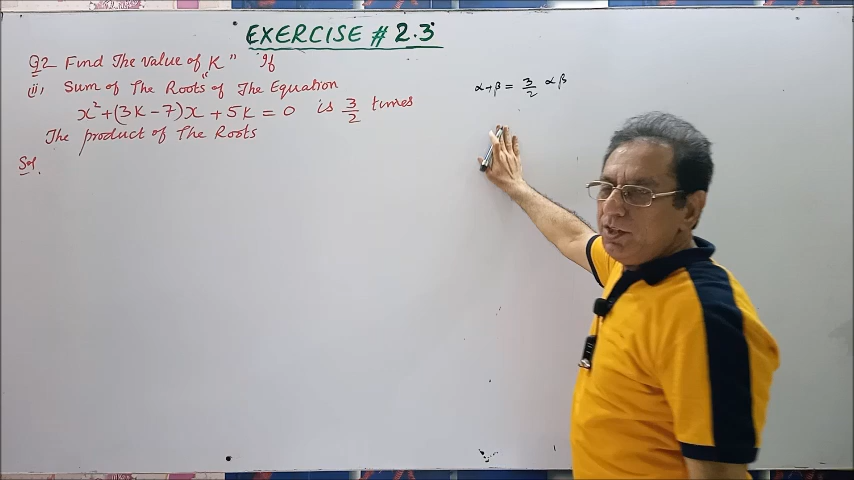 EXERCISE # 2.3
Q2 Find The value of "K" If
(ii) Sum of The Roots of The Equation
x² + (3K - 7)x + 5K = 0 is 3/2 times
The product of The Roots
Sol.
α + β = 3/2 αβ